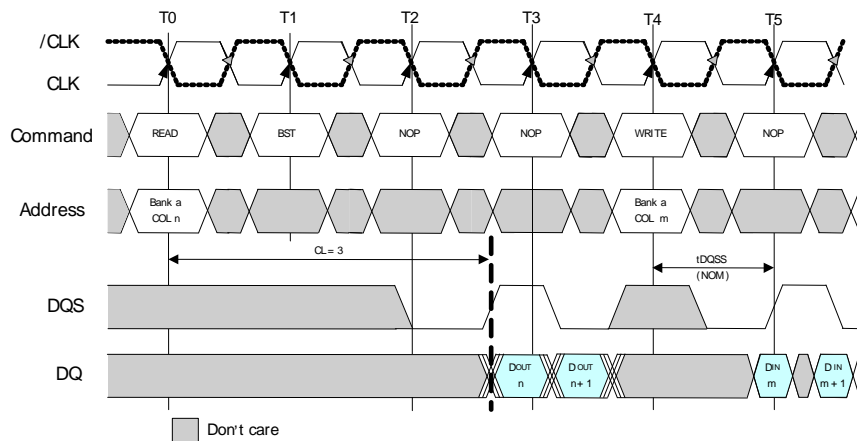 T0 T1 T2 T3 T4 T5
/CLK
CLK
Command READ BST NOP NOP WRITE NOP
Address Bank a Bank a
COL n COL m
CL = 3
tDQSS
(NOM)
DQS
DQ DOUT DOUT DIN DIN
n n+1 m m+1
Don't care